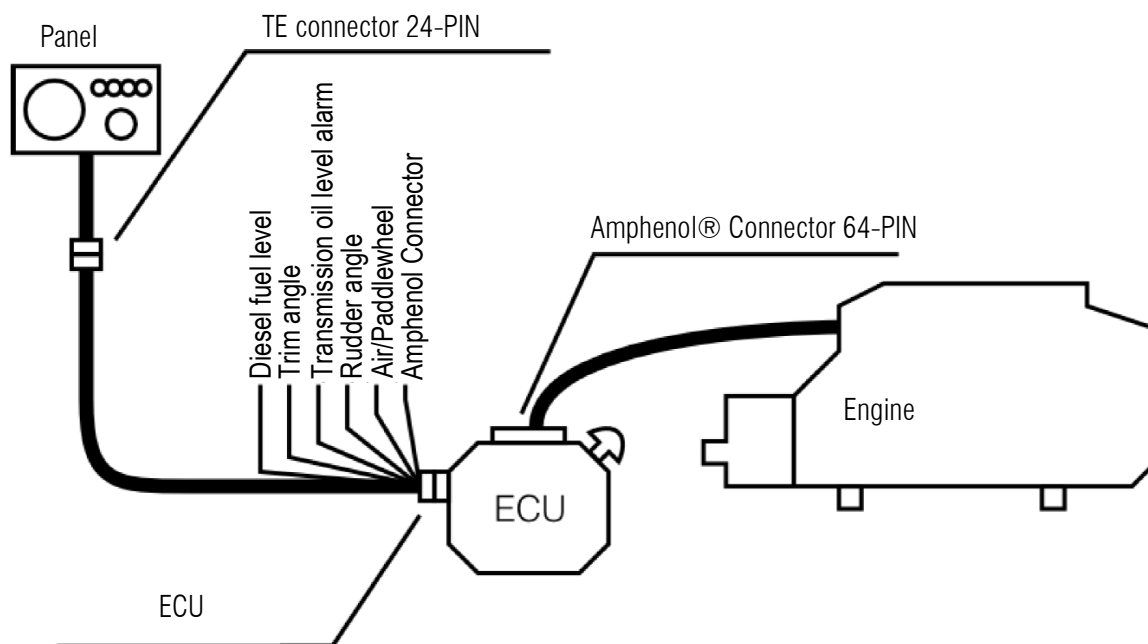 TE connector 24-PIN
Panel
Diesel fuel level
Trim angle
Transmission oil level alarm
Rudder angle
Air/Paddlewheel
Amphenol Connector
Amphenol® Connector 64-PIN
Engine
ECU
ECU